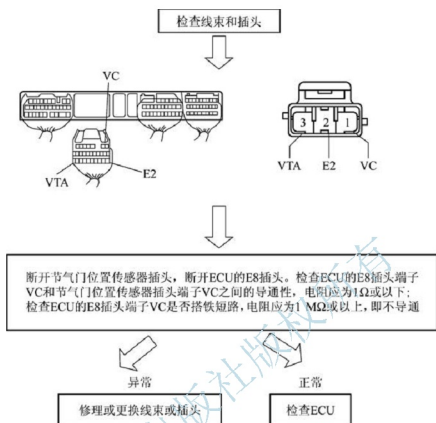 检查线束和插头
VC
VTA
E2
3 2 1
VTA E2 VC
断开节气门位置传感器插头，断开ECU的E8插头。检查ECU的E8插头端子
VC和节气门位置传感器插头端子VC之间的导通性，电阻应为1Ω或以下；
检查ECU的E8插头端子VC是否搭铁短路,电阻应为1 MΩ或以上，即不导通
异常 正常
修理或更换线束或插头 检查ECU
社版权所有